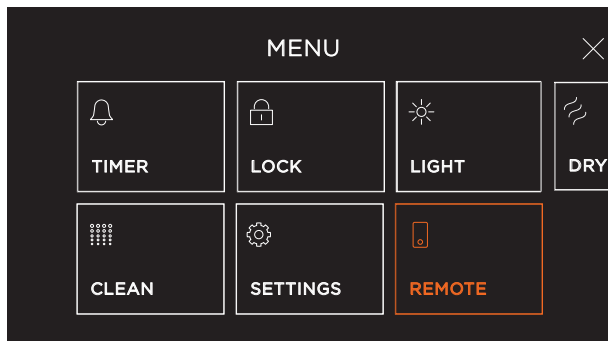 MENU
TIMER
LOCK
LIGHT
DRY
CLEAN
SETTINGS
REMOTE